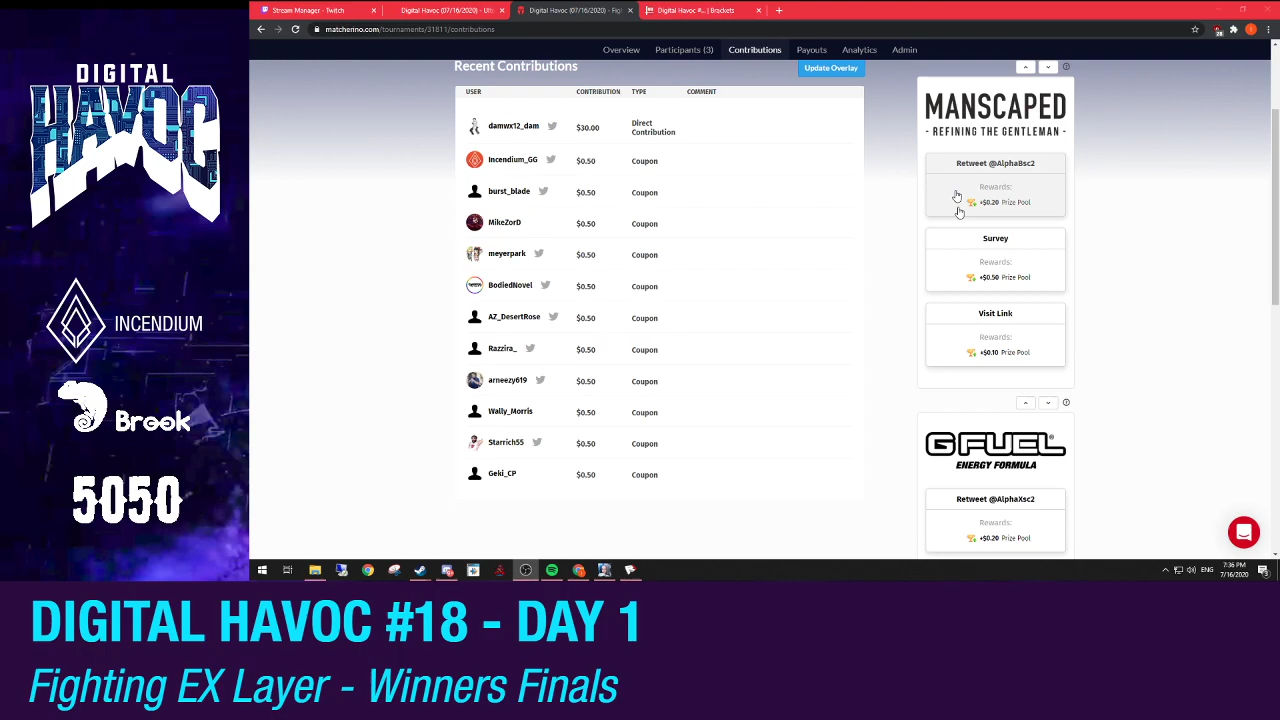 Stream Manager - Twitch
Digital Havoc (07/16/2020) - Ult
Digital Havoc (07/16/2020) - Figh
Digital Havoc #... | Brackets
matcherino.com/tournaments/31811/contributions
Overview Participants (3) Contributions Payouts Analytics Admin
Recent Contributions
Update Overlay
USER CONTRIBUTION TYPE COMMENT
damwx12_dam $30.00 Direct Contribution
Incendium_GG $0.50 Coupon
burst_blade $0.50 Coupon
MikeZorD $0.50 Coupon
meyerpark $0.50 Coupon
BodiedNovel $0.50 Coupon
AZ_DesertRose $0.50 Coupon
Razzira_ $0.50 Coupon
arneezy619 $0.50 Coupon
Wally_Morris $0.50 Coupon
Starrich55 $0.50 Coupon
Geki_CP $0.50 Coupon
MANSCAPED
- REFINING THE GENTLEMAN -
Retweet @AlphaBsc2
Rewards:
+$0.20 Prize Pool
Survey
Rewards:
+$0.50 Prize Pool
Visit Link
Rewards:
+$0.10 Prize Pool
G FUEL®
ENERGY FORMULA
Retweet @AlphaXsc2
Rewards:
+$0.20 Prize Pool
ENG
7:36 PM
7/16/2020
3
DIGITAL
HAVOC
INCENDIUM
Brook
5050
DIGITAL HAVOC #18 - DAY 1
Fighting EX Layer - Winners Finals